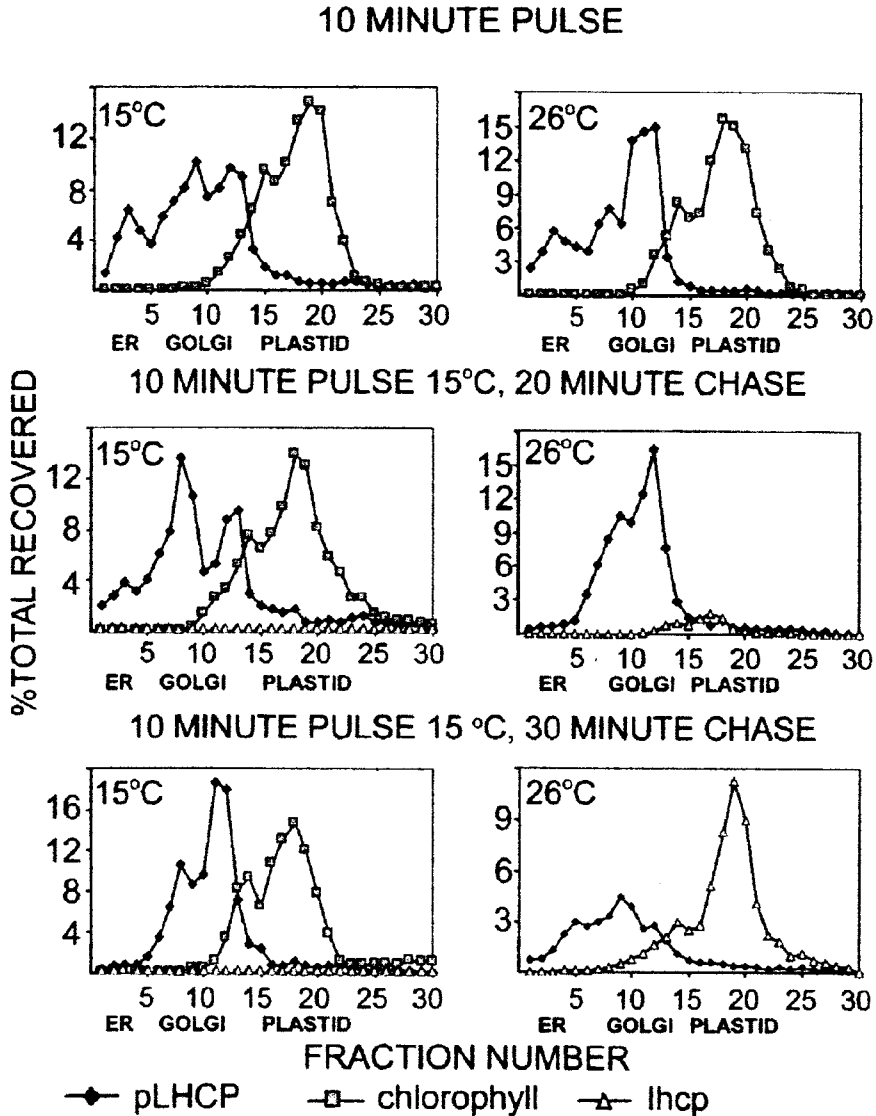 10 MINUTE PULSE
15°C
12
8
4
5 10 15 20 25 30
ER GOLGI PLASTID
26°C
15
12
9
6
3
5 10 15 20 25 30
ER GOLGI PLASTID
%TOTAL RECOVERED
10 MINUTE PULSE 15°C, 20 MINUTE CHASE
15°C
12
8
4
5 10 15 20 25 30
ER GOLGI PLASTID
26°C
15
12
9
6
3
5 10 15 20 25 30
ER GOLGI PLASTID
10 MINUTE PULSE 15 °C, 30 MINUTE CHASE
15°C
16
12
8
4
5 10 15 20 25 30
ER GOLGI PLASTID
26°C
9
6
3
5 10 15 20 25 30
ER GOLGI PLASTID
FRACTION NUMBER
pLHCP chlorophyll lhcp